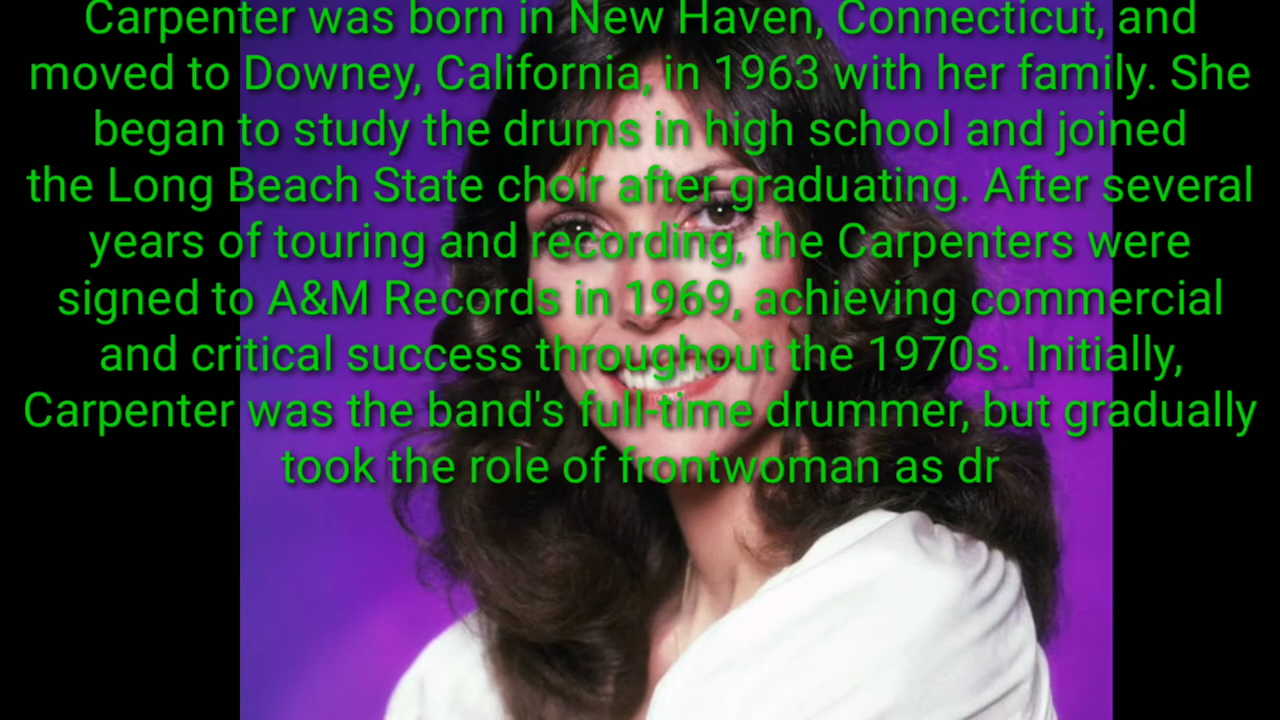 Carpenter was born in New Haven, Connecticut, and
moved to Downey, California, in 1963 with her family. She
began to study the drums in high school and joined
the Long Beach State choir after graduating. After several
years of touring and recording, the Carpenters were
signed to A&M Records in 1969, achieving commercial
and critical success throughout the 1970s. Initially,
Carpenter was the band's full-time drummer, but gradually
took the role of frontwoman as dr